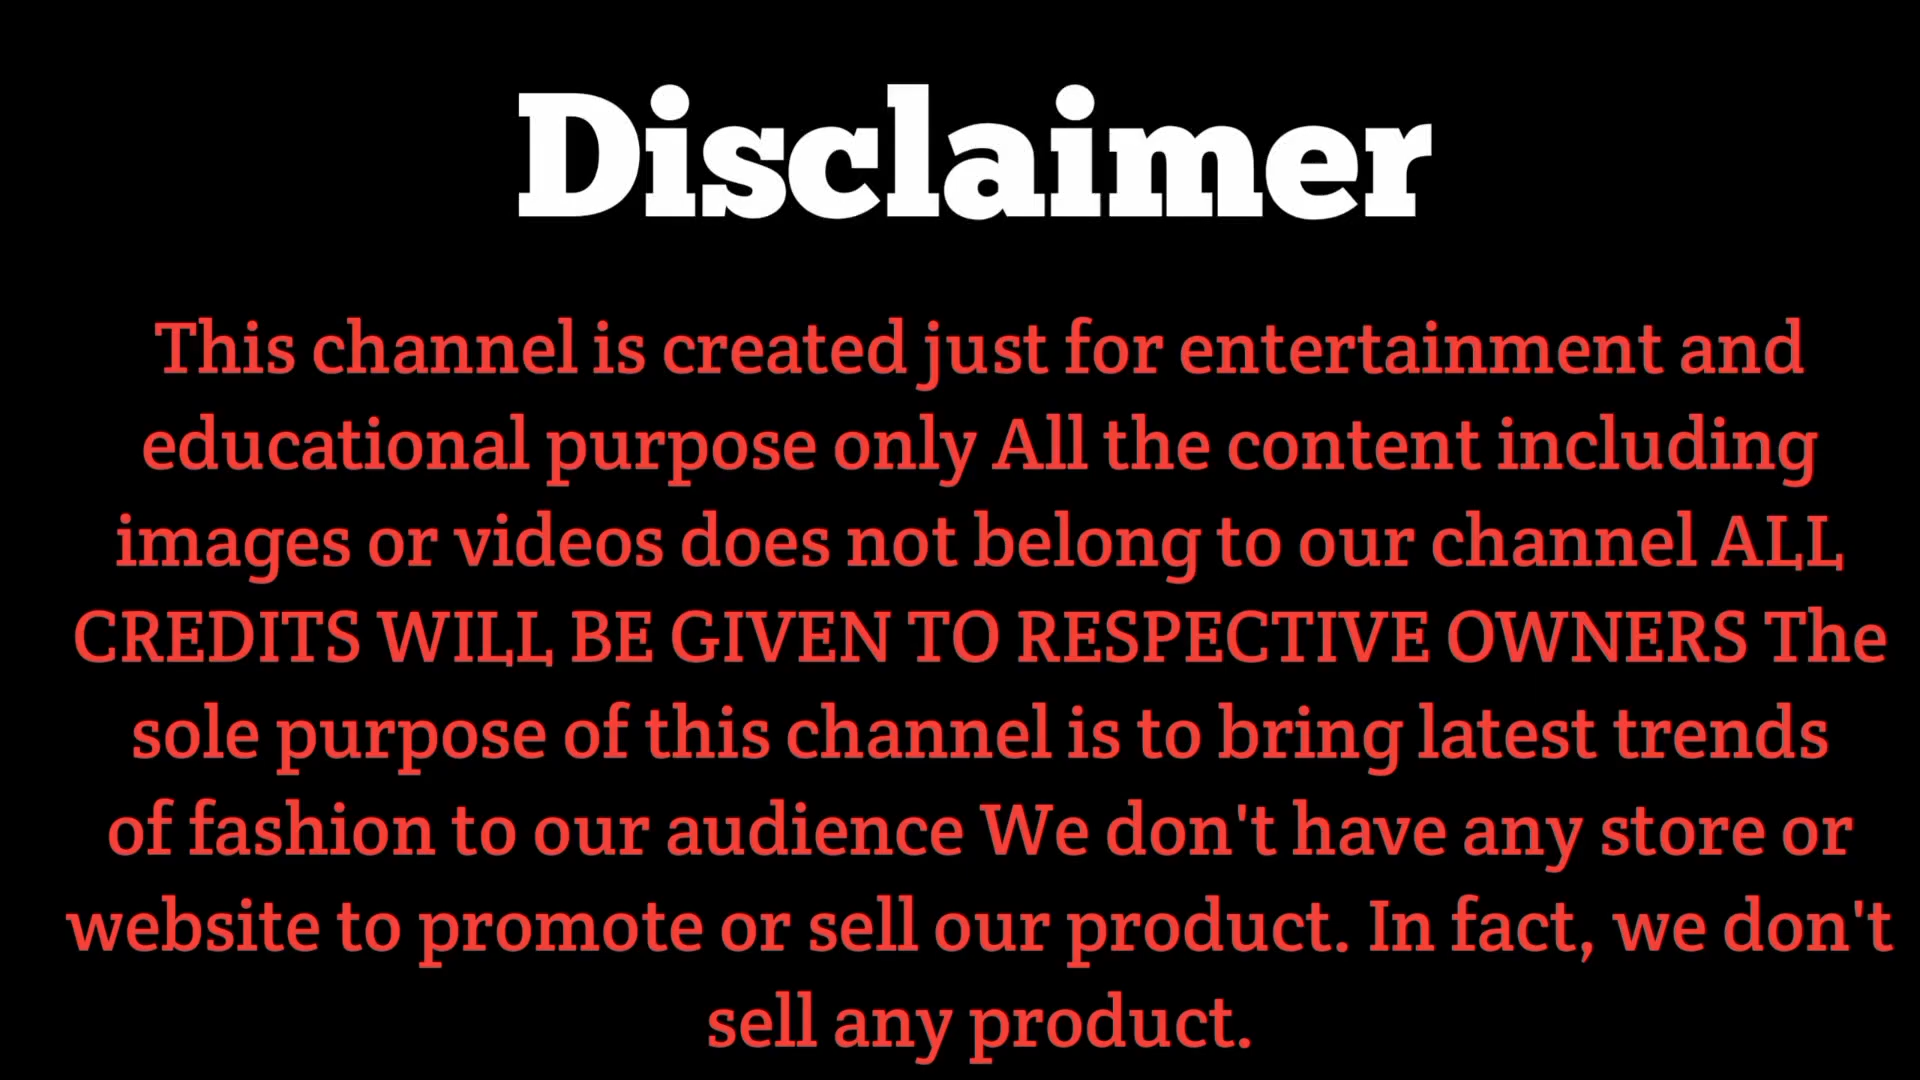 Disclaimer
This channel is created just for entertainment and
educational purpose only All the content including
images or videos does not belong to our channel ALL
CREDITS WILL BE GIVEN TO RESPECTIVE OWNERS The
sole purpose of this channel is to bring latest trends
of fashion to our audience We don't have any store or
website to promote or sell our product. In fact, we don't
sell any product.